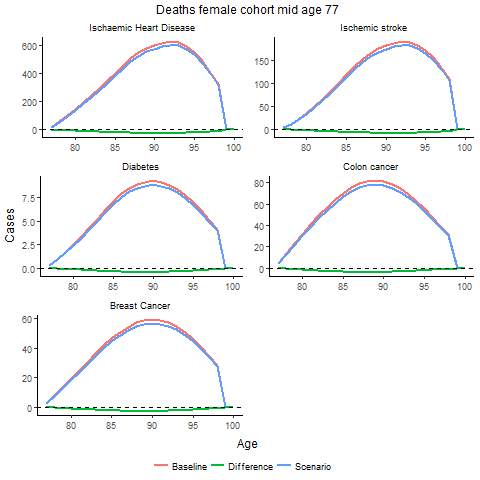 Deaths female cohort mid age 77
Ischaemic Heart Disease
Ischemic stroke
600
400
200
0
80 85 90 95 100
150
100
50
0
80 85 90 95 100
Diabetes
Colon cancer
7.5
5.0
2.5
0.0
80 85 90 95 100
80
60
40
20
0
80 85 90 95 100
Cases
Breast Cancer
60
40
20
0
80 85 90 95 100
Age
Baseline Difference Scenario